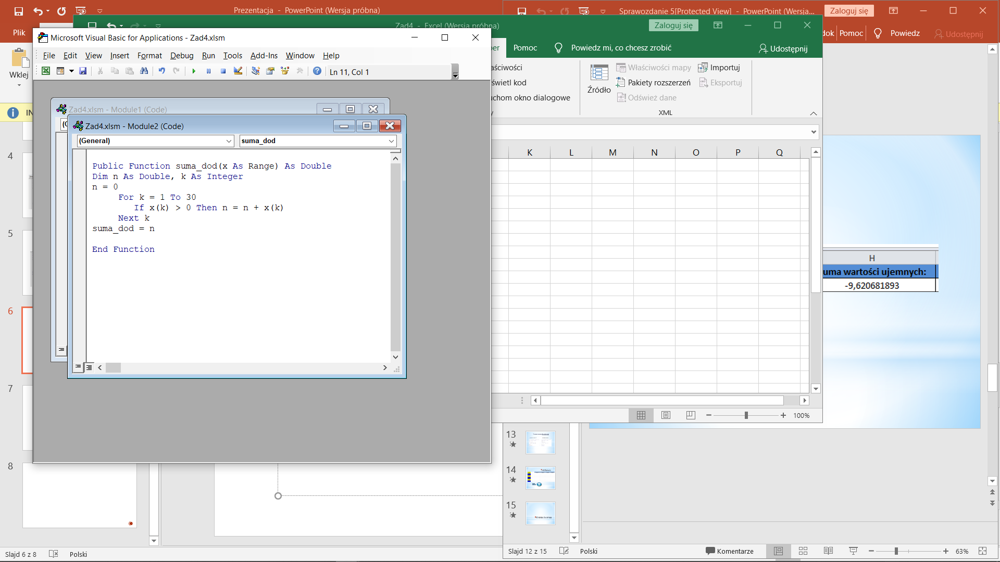 Prezentacja - PowerPoint (Wersja próbna)
Sprawozdanie 5[Protected View] - PowerPoint (Wersja...
Zaloguj się
Plik
Zad4 - Excel (Wersja próbna)
Zaloguj się
Pomoc
Powiedz
Udostępnij
Microsoft Visual Basic for Applications - Zad4.xlsm
Pomoc
Powiedz mi, co chcesz zrobić
Udostępnij
File Edit View Insert Format Debug Run Tools Add-Ins Window Help
Ln 11, Col 1
Wklej
Źródło
Właściwości mapy
Importuj
świetl kod
Pakiety rozszerzeń
Eksportuj
uchom okno dialogowe
Odśwież dane
XML
Zad4.xlsm - Module1 (Code)
Zad4.xlsm - Module2 (Code)
(General)
suma_dod
Public Function suma_dod(x As Range) As Double
Dim n As Double, k As Integer
n = 0
For k = 1 To 30
If x(k) > 0 Then n = n + x(k)
Next k
suma_dod = n
End Function
K L M N O P Q
H
uma wartości ujemnych:
-9,620681893
100%
4
5
6
7
8
13
14
15
Slajd 6 z 8
Polski
Slajd 12 z 15
Polski
Komentarze
63%